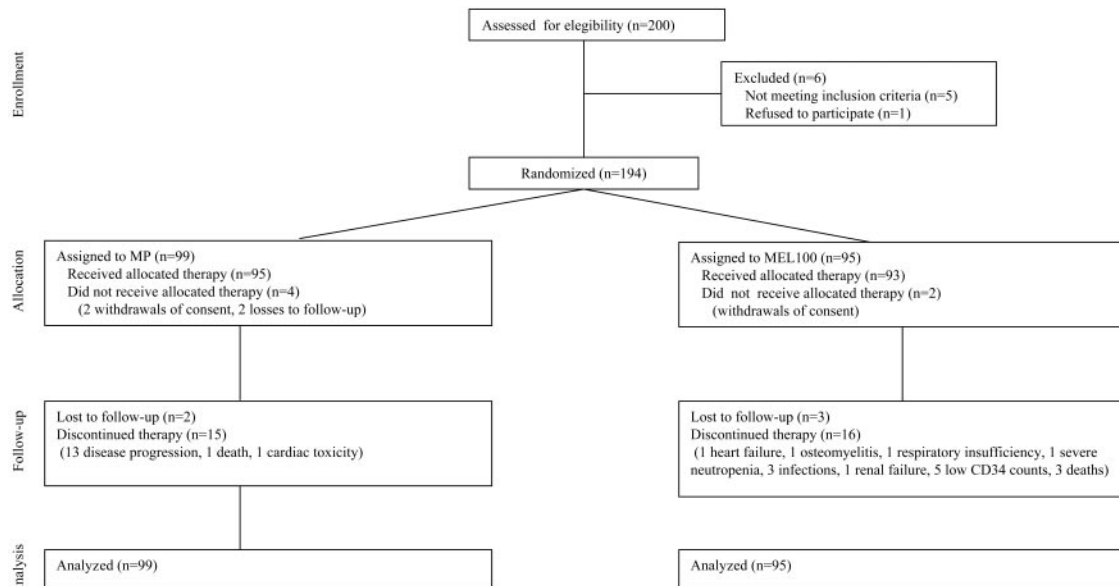 Assessed for elegibility (n=200)
Enrollment
Excluded (n=6)
Not meeting inclusion criteria (n=5)
Refused to participate (n=1)
Randomized (n=194)
Allocation
Assigned to MP (n=99)
Received allocated therapy (n=95)
Did not receive allocated therapy (n=4)
(2 withdrawals of consent, 2 losses to follow-up)
Assigned to MEL100 (n=95)
Received allocated therapy (n=93)
Did not receive allocated therapy (n=2)
(withdrawals of consent)
Follow-up
Lost to follow-up (n=2)
Discontinued therapy (n=15)
(13 disease progression, 1 death, 1 cardiac toxicity)
Lost to follow-up (n=3)
Discontinued therapy (n=16)
(1 heart failure, 1 osteomyelitis, 1 respiratory insufficiency, 1 severe
neutropenia, 3 infections, 1 renal failure, 5 low CD34 counts, 3 deaths)
nalysis
Analyzed (n=99)
Analyzed (n=95)